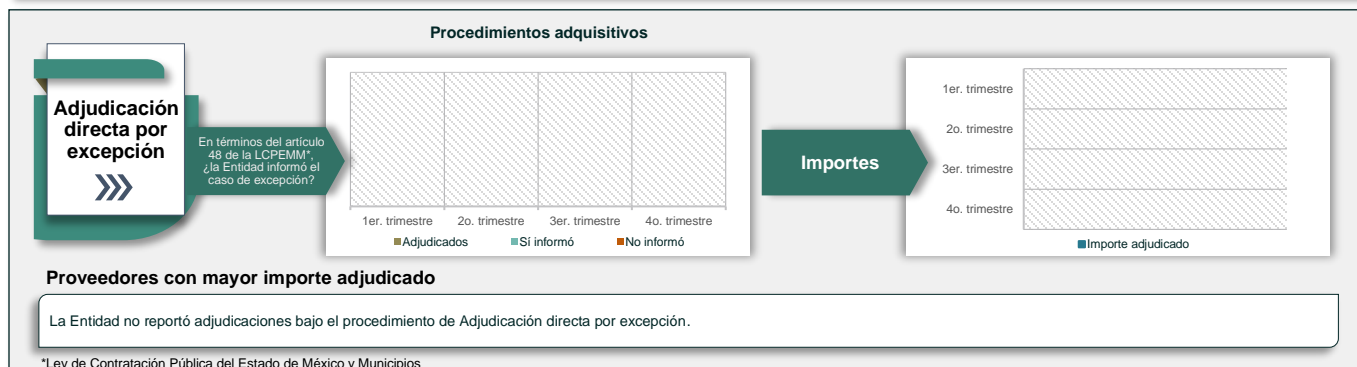 Procedimientos adquisitivos
Adjudicación
directa por
excepción
En términos del artículo
48 de la LCPEMM*,
¿la Entidad informó el
caso de excepción?
1er. trimestre 2o. trimestre 3er. trimestre 4o. trimestre
Adjudicados Sí informó No informó
Importes
1er. trimestre
2o. trimestre
3er. trimestre
4o. trimestre
Importe adjudicado
Proveedores con mayor importe adjudicado
La Entidad no reportó adjudicaciones bajo el procedimiento de Adjudicación directa por excepción.
*Ley de Contratación Pública del Estado de México y Municipios